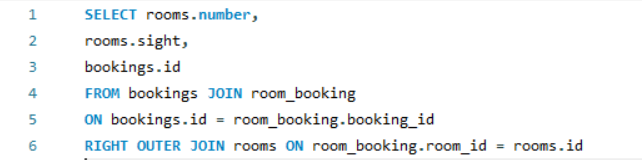 1 SELECT rooms.number,
2 rooms.sight,
3 bookings.id
4 FROM bookings JOIN room_booking
5 ON bookings.id = room_booking.booking_id
6 RIGHT OUTER JOIN rooms ON room_booking.room_id = rooms.id